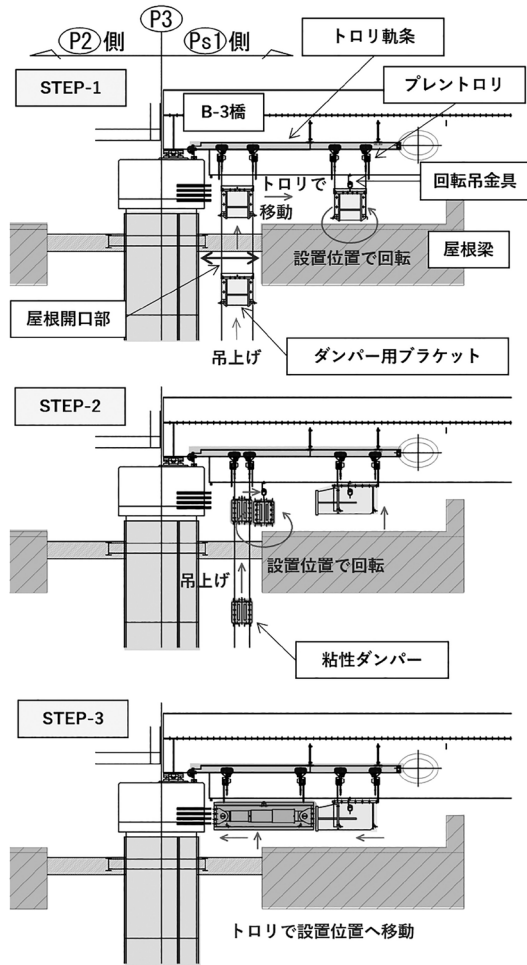 P3
P2側
Ps1側
トロリ軌条
STEP-1
プレントロリ
B-3橋
トロリで
移動
回転吊金具
設置位置で回転
屋根梁
屋根開口部
ダンパー用ブラケット
吊上げ
STEP-2
設置位置で回転
吊上げ
粘性ダンパー
STEP-3
トロリで設置位置へ移動